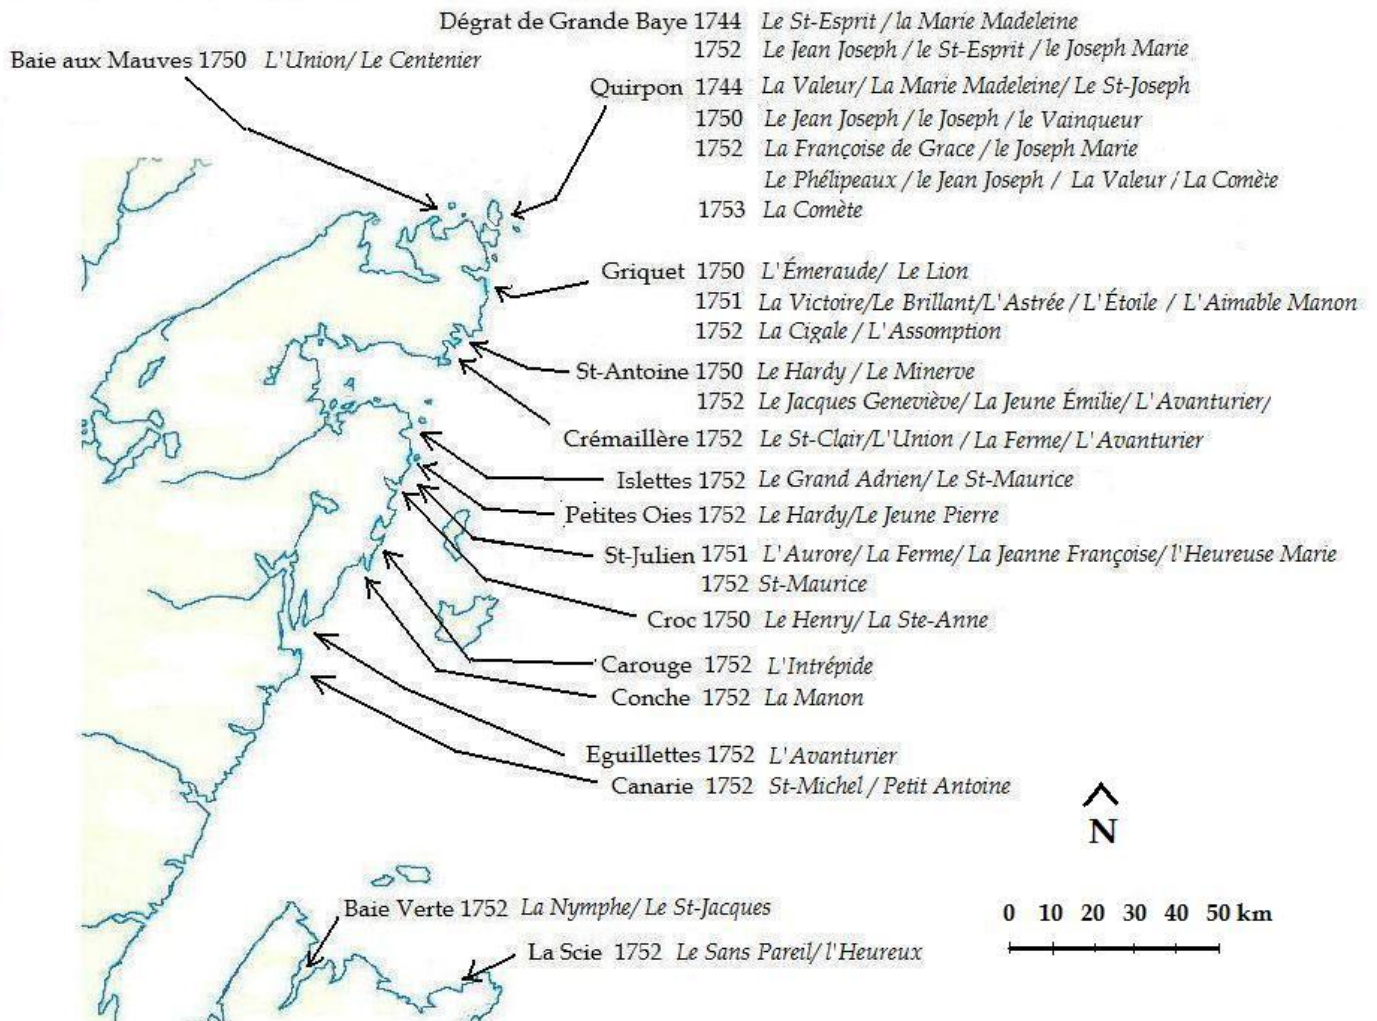 Dégrat de Grande Baye 1744 Le St-Esprit / la Marie Madeleine
1752 Le Jean Joseph / le St-Esprit / le Joseph Marie
Baie aux Mauves 1750 L'Union/ Le Centenier
Quirpon 1744 La Valeur/ La Marie Madeleine/ Le St-Joseph
1750 Le Jean Joseph / le Joseph / le Vainqueur
1752 La Françoise de Grace / le Joseph Marie
Le Phélipeaux / le Jean Joseph / La Valeur / La Comète
1753 La Comète
Griquet 1750 L'Émeraude/ Le Lion
1751 La Victoire/Le Brillant/L'Astrée / L'Étoile / L'Aimable Manon
1752 La Cigale / L'Assomption
St-Antoine 1750 Le Hardy / Le Minerve
1752 Le Jacques Geneviève/ La Jeune Émilie/ L'Avanturier/
Crémaillère 1752 Le St-Clair/L'Union / La Ferme/ L'Avanturier
Islettes 1752 Le Grand Adrien/ Le St-Maurice
Petites Oies 1752 Le Hardy/Le Jeune Pierre
St-Julien 1751 L'Aurore/ La Ferme/ La Jeanne Françoise/ l'Heureuse Marie
1752 St-Maurice
Croc 1750 Le Henry/ La Ste-Anne
Carouge 1752 L'Intrépide
Conche 1752 La Manon
Eguillettes 1752 L'Avanturier
Canarie 1752 St-Michel / Petit Antoine
N
Baie Verte 1752 La Nymphe/ Le St-Jacques
0 10 20 30 40 50 km
La Scie 1752 Le Sans Pareil/ l'Heureux